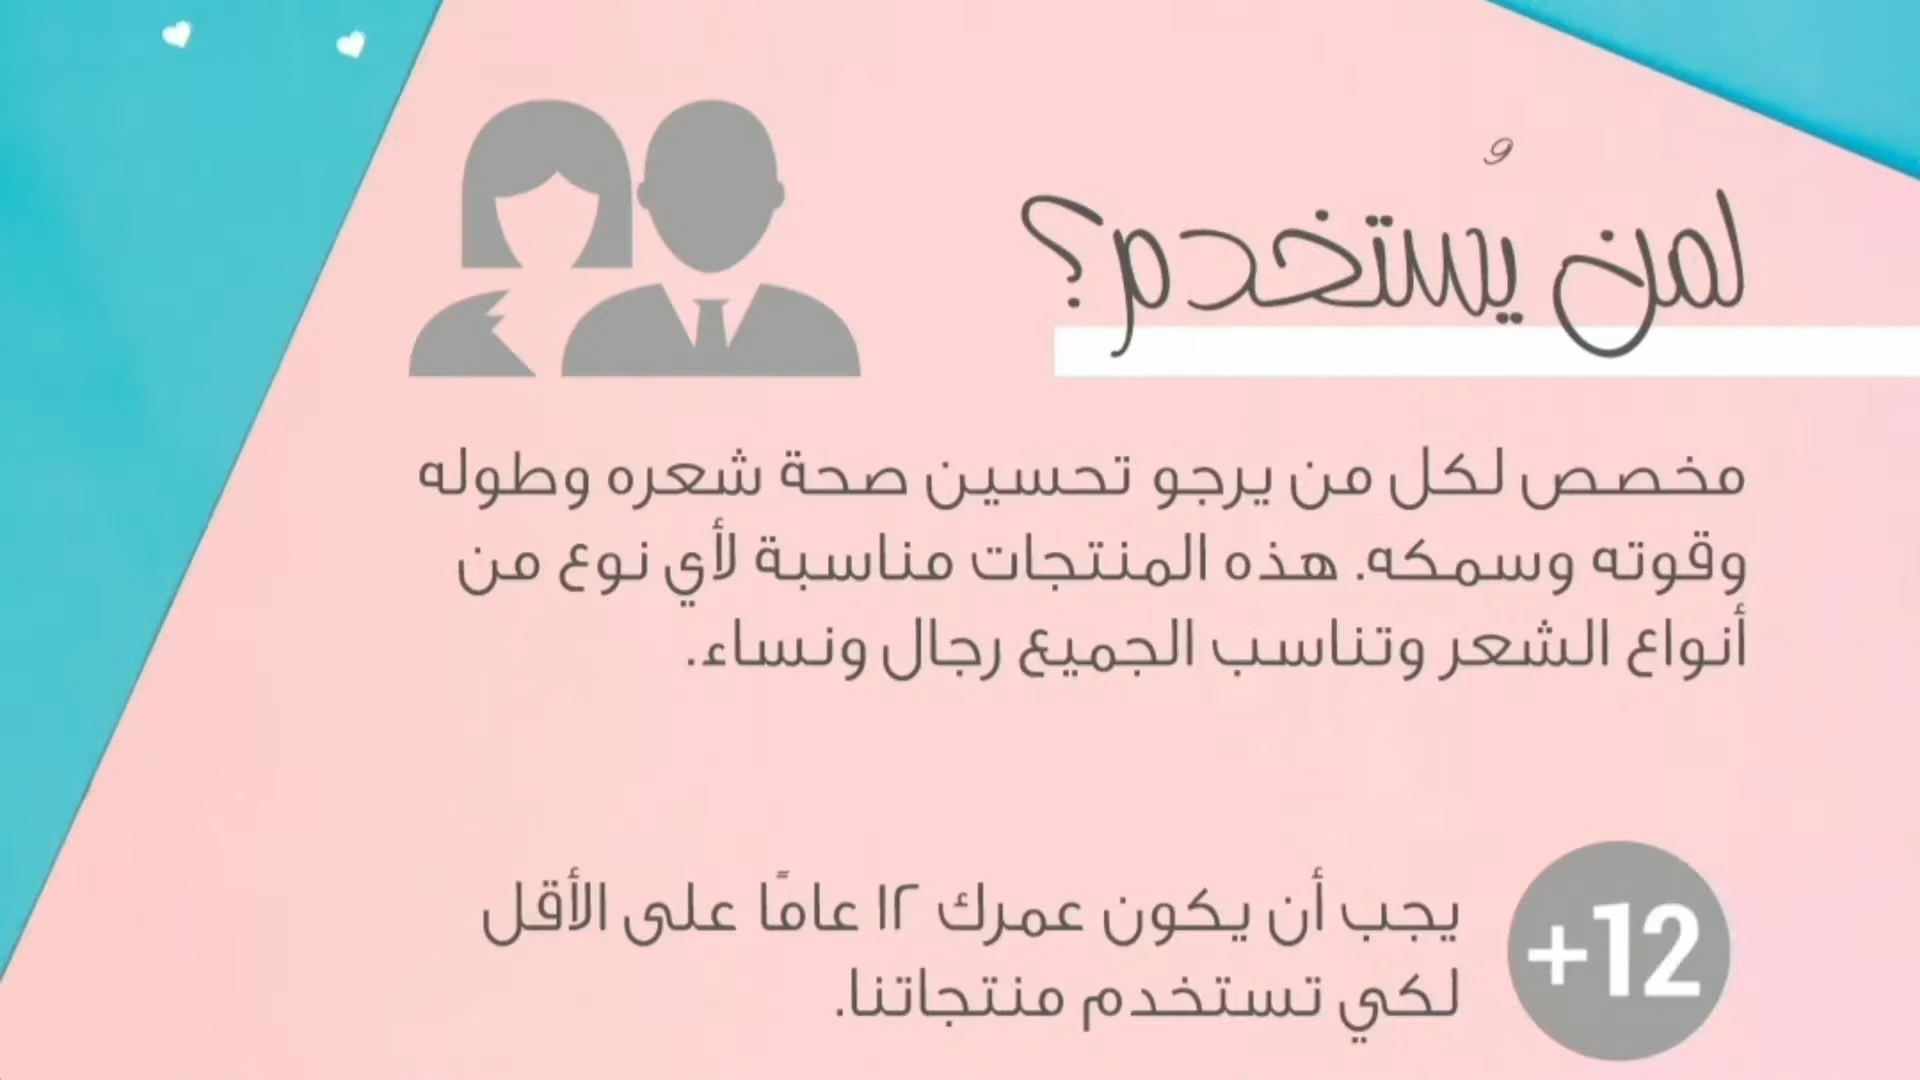 لمن يُستخدم؟
مخصص لكل من يرجو تحسين صحة شعره وطوله
وقوته وسمكه. هذه المنتجات مناسبة لأي نوع من
أنواع الشعر وتناسب الجميع رجال ونساء.
+12
يجب أن يكون عمرك ١٢ عامًا على الأقل
لكي تستخدم منتجاتنا.